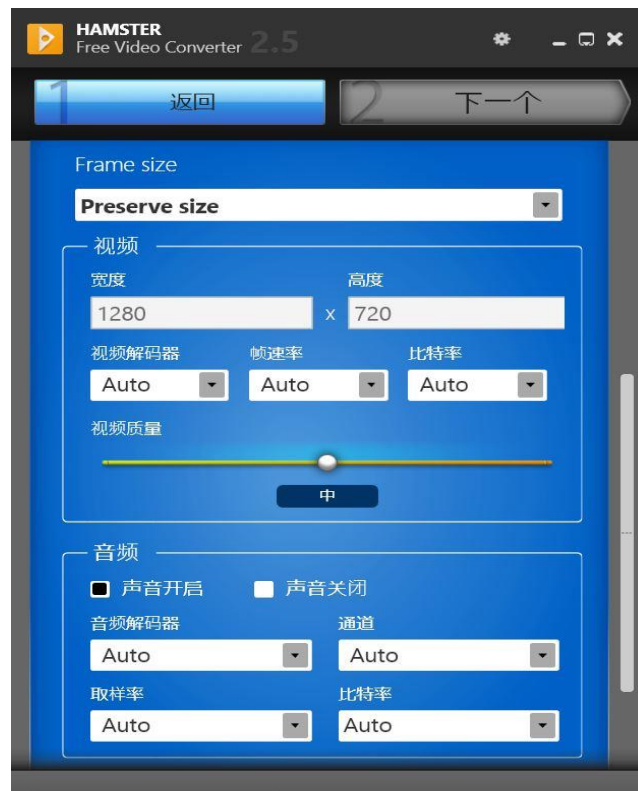 HAMSTER
Free Video Converter 2.5
1 返回 2 下一个
Frame size
Preserve size
视频
宽度 高度
1280 x 720
视频解码器 帧速率 比特率
Auto Auto Auto
视频质量
中
音频
声音开启 声音关闭
音频解码器 通道
Auto Auto
取样率 比特率
Auto Auto